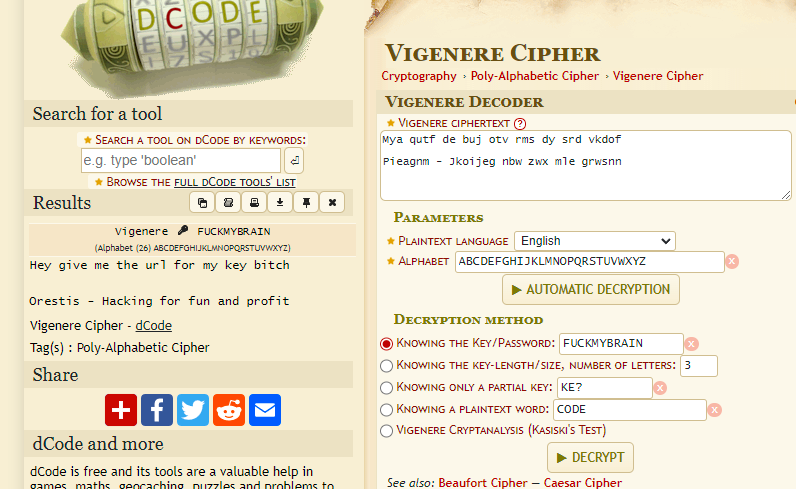 DCODE
Search for a tool
★ Search a tool on dCode by keywords:
e.g. type 'boolean'
★ Browse the full dCode tools' list
Results
Vigenere FUCKMYBRAIN
(Alphabet (26) ABCDEFGHIJKLMNOPQRSTUVWXYZ)
Hey give me the url for my key bitch
Orestis - Hacking for fun and profit
Vigenere Cipher - dCode
Tag(s) : Poly-Alphabetic Cipher
Share
dCode and more
dCode is free and its tools are a valuable help in
games, maths, geocaching, puzzles and problems to
Vigenere Cipher
Cryptography › Poly-Alphabetic Cipher › Vigenere Cipher
Vigenere Decoder
★ Vigenere ciphertext ?
Mya qutf de buj otv rms dy srd vkdof
Pieagnm - Jkoijeg nbw zwx mle grwsnn
Parameters
★ Plaintext language English
★ Alphabet ABCDEFGHIJKLMNOPQRSTUVWXYZ x
▶ AUTOMATIC DECRYPTION
Decryption method
Knowing the Key/Password: FUCKMYBRAIN x
Knowing the key-length/size, number of letters: 3
Knowing only a partial key: KE? x
Knowing a plaintext word: CODE x
Vigenere Cryptanalysis (Kasiski's Test)
▶ DECRYPT
See also: Beaufort Cipher — Caesar Cipher